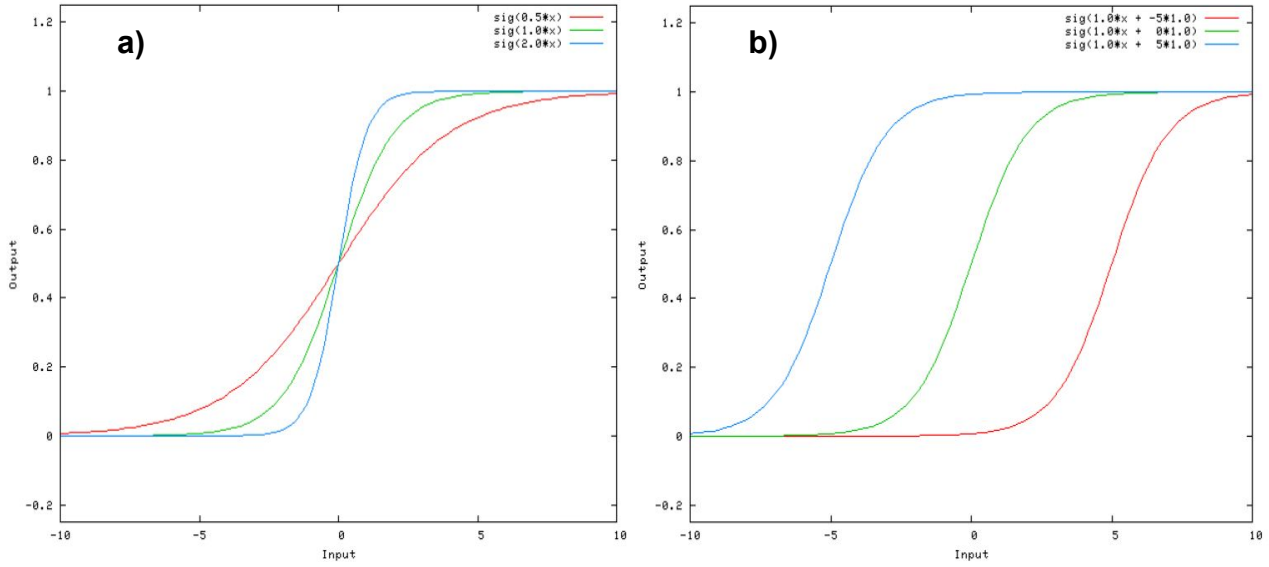 a)
sig(0.5*x)
sig(1.0*x)
sig(2.0*x)
1.2
1
0.8
0.6
0.4
0.2
0
-0.2
Output
-10 -5 0 5 10
Input
b)
sig(1.0*x + -5*1.0)
sig(1.0*x + 0*1.0)
sig(1.0*x + 5*1.0)
1.2
1
0.8
0.6
0.4
0.2
0
-0.2
Output
-10 -5 0 5 10
Input